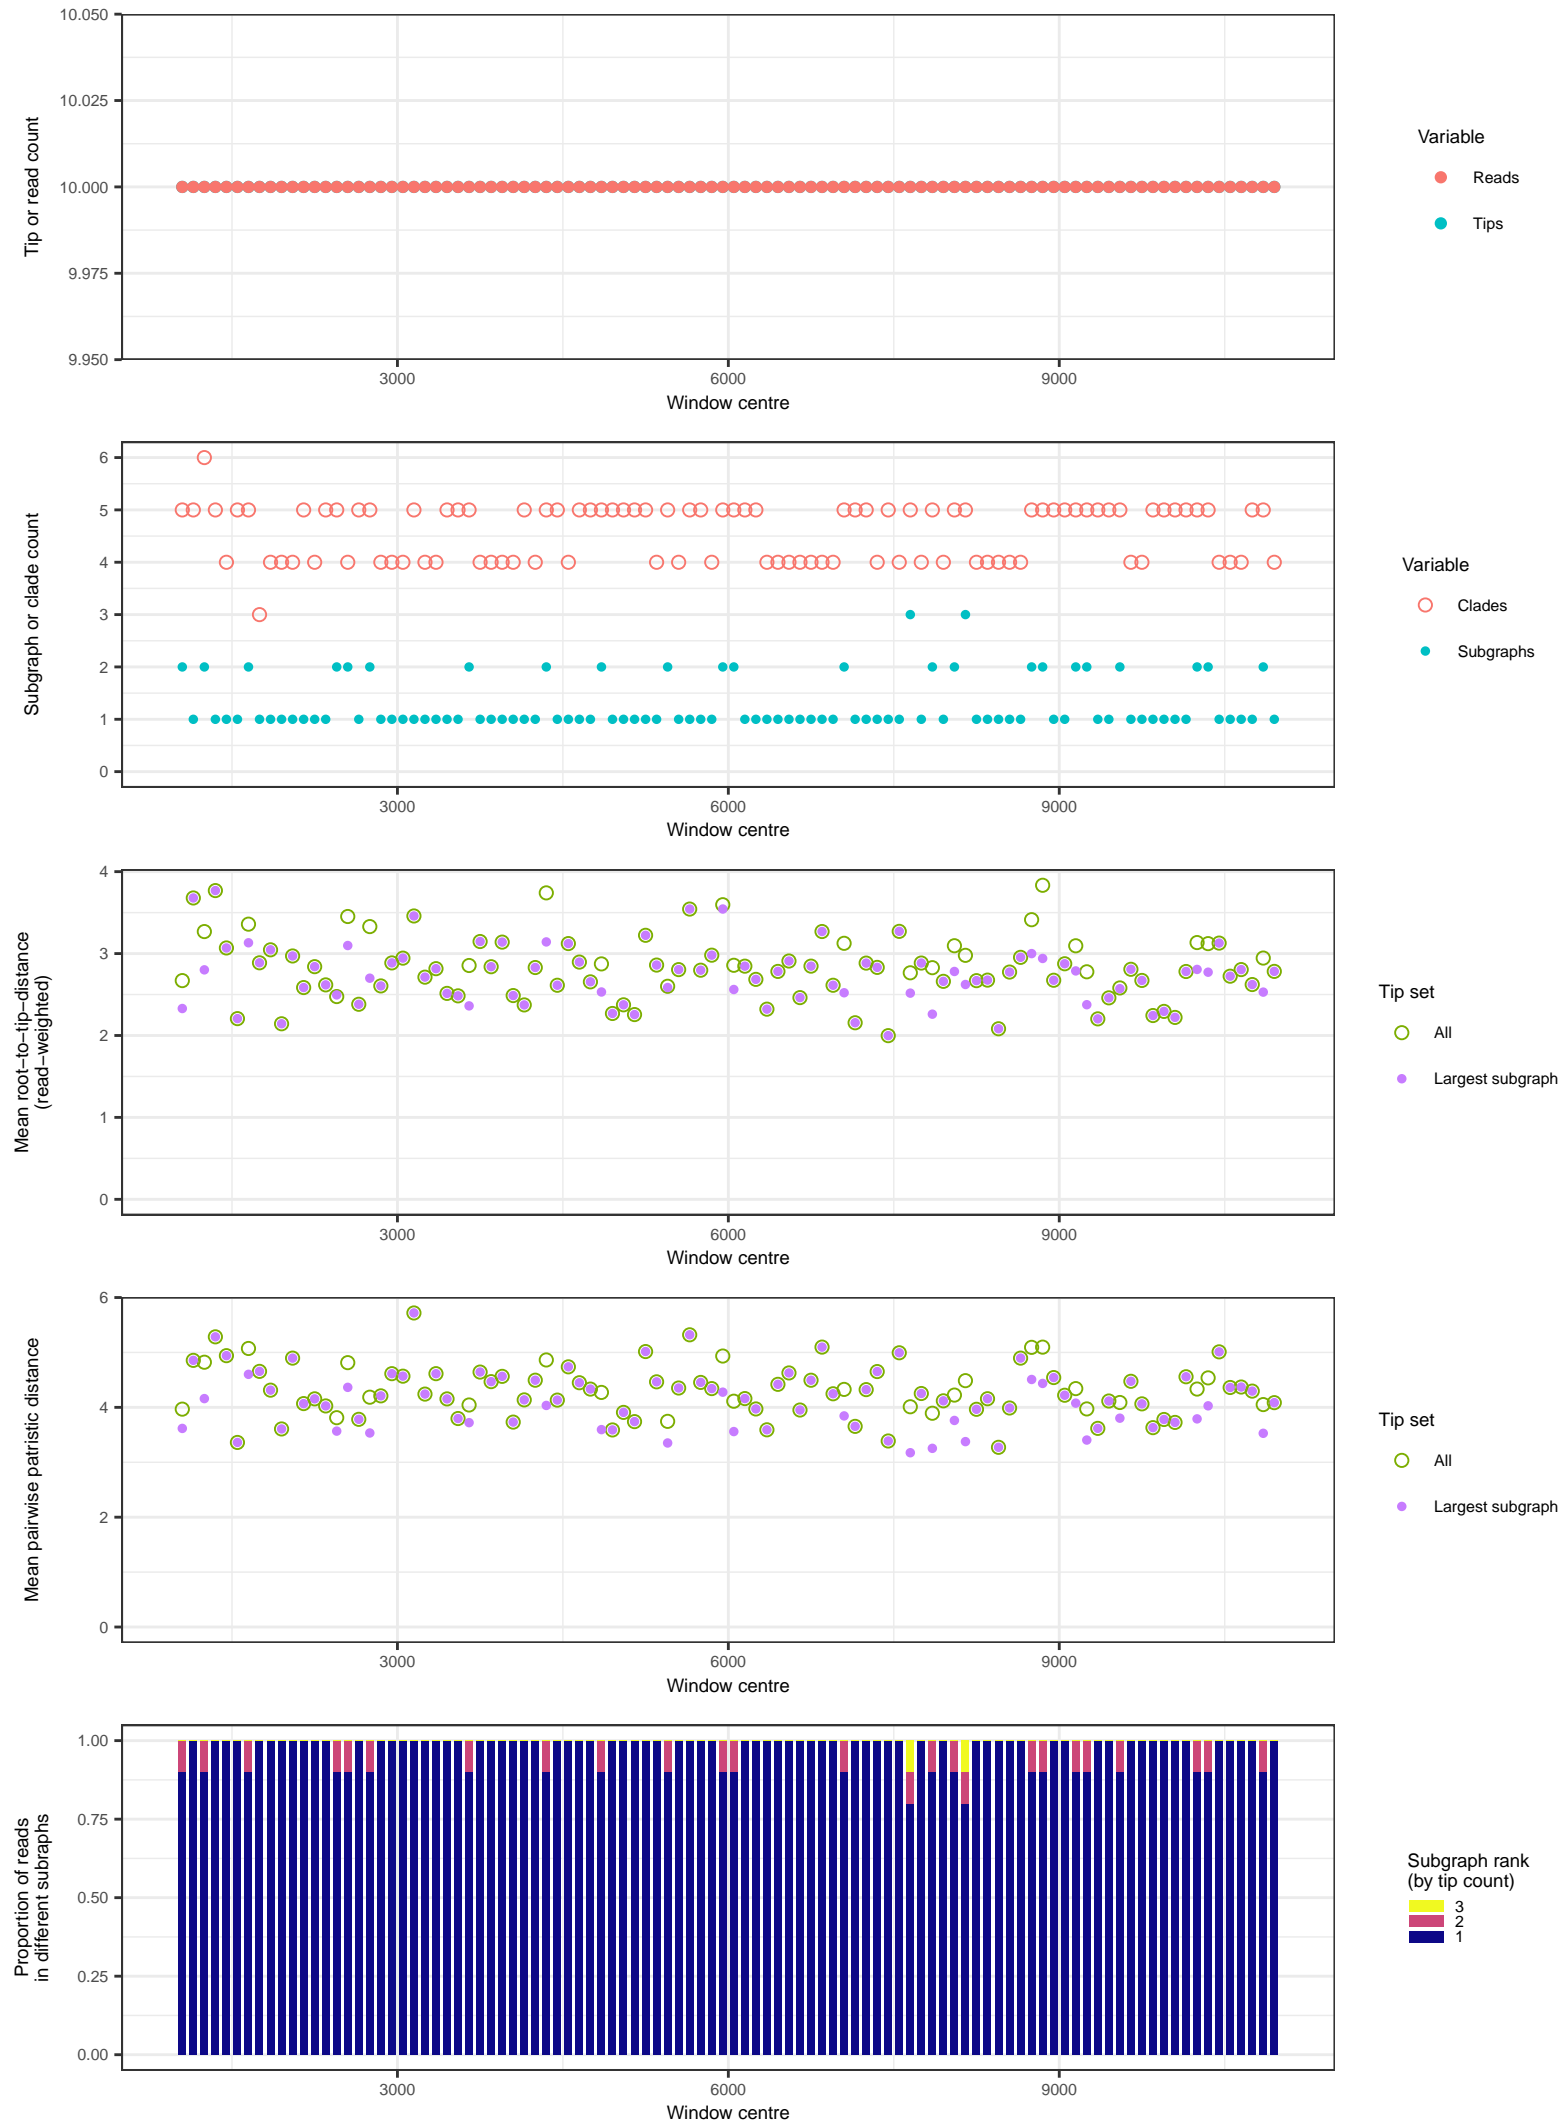 10.050
10.025
10.000
9.975
9.950
Tip or read count
3000 6000 9000
Window centre
Variable
Reads
Tips
6
5
4
3
2
1
0
Subgraph or clade count
3000 6000 9000
Window centre
Variable
Clades
Subgraphs
4
3
2
1
0
Mean root−to−tip−distance
(read−weighted)
3000 6000 9000
Window centre
Tip set
All
Largest subgraph
6
4
2
0
Mean pairwise patristic distance
3000 6000 9000
Window centre
Tip set
All
Largest subgraph
1.00
0.75
0.50
0.25
0.00
Proportion of reads
in different subraphs
3000 6000 9000
Window centre
Subgraph rank
(by tip count)
3
2
1